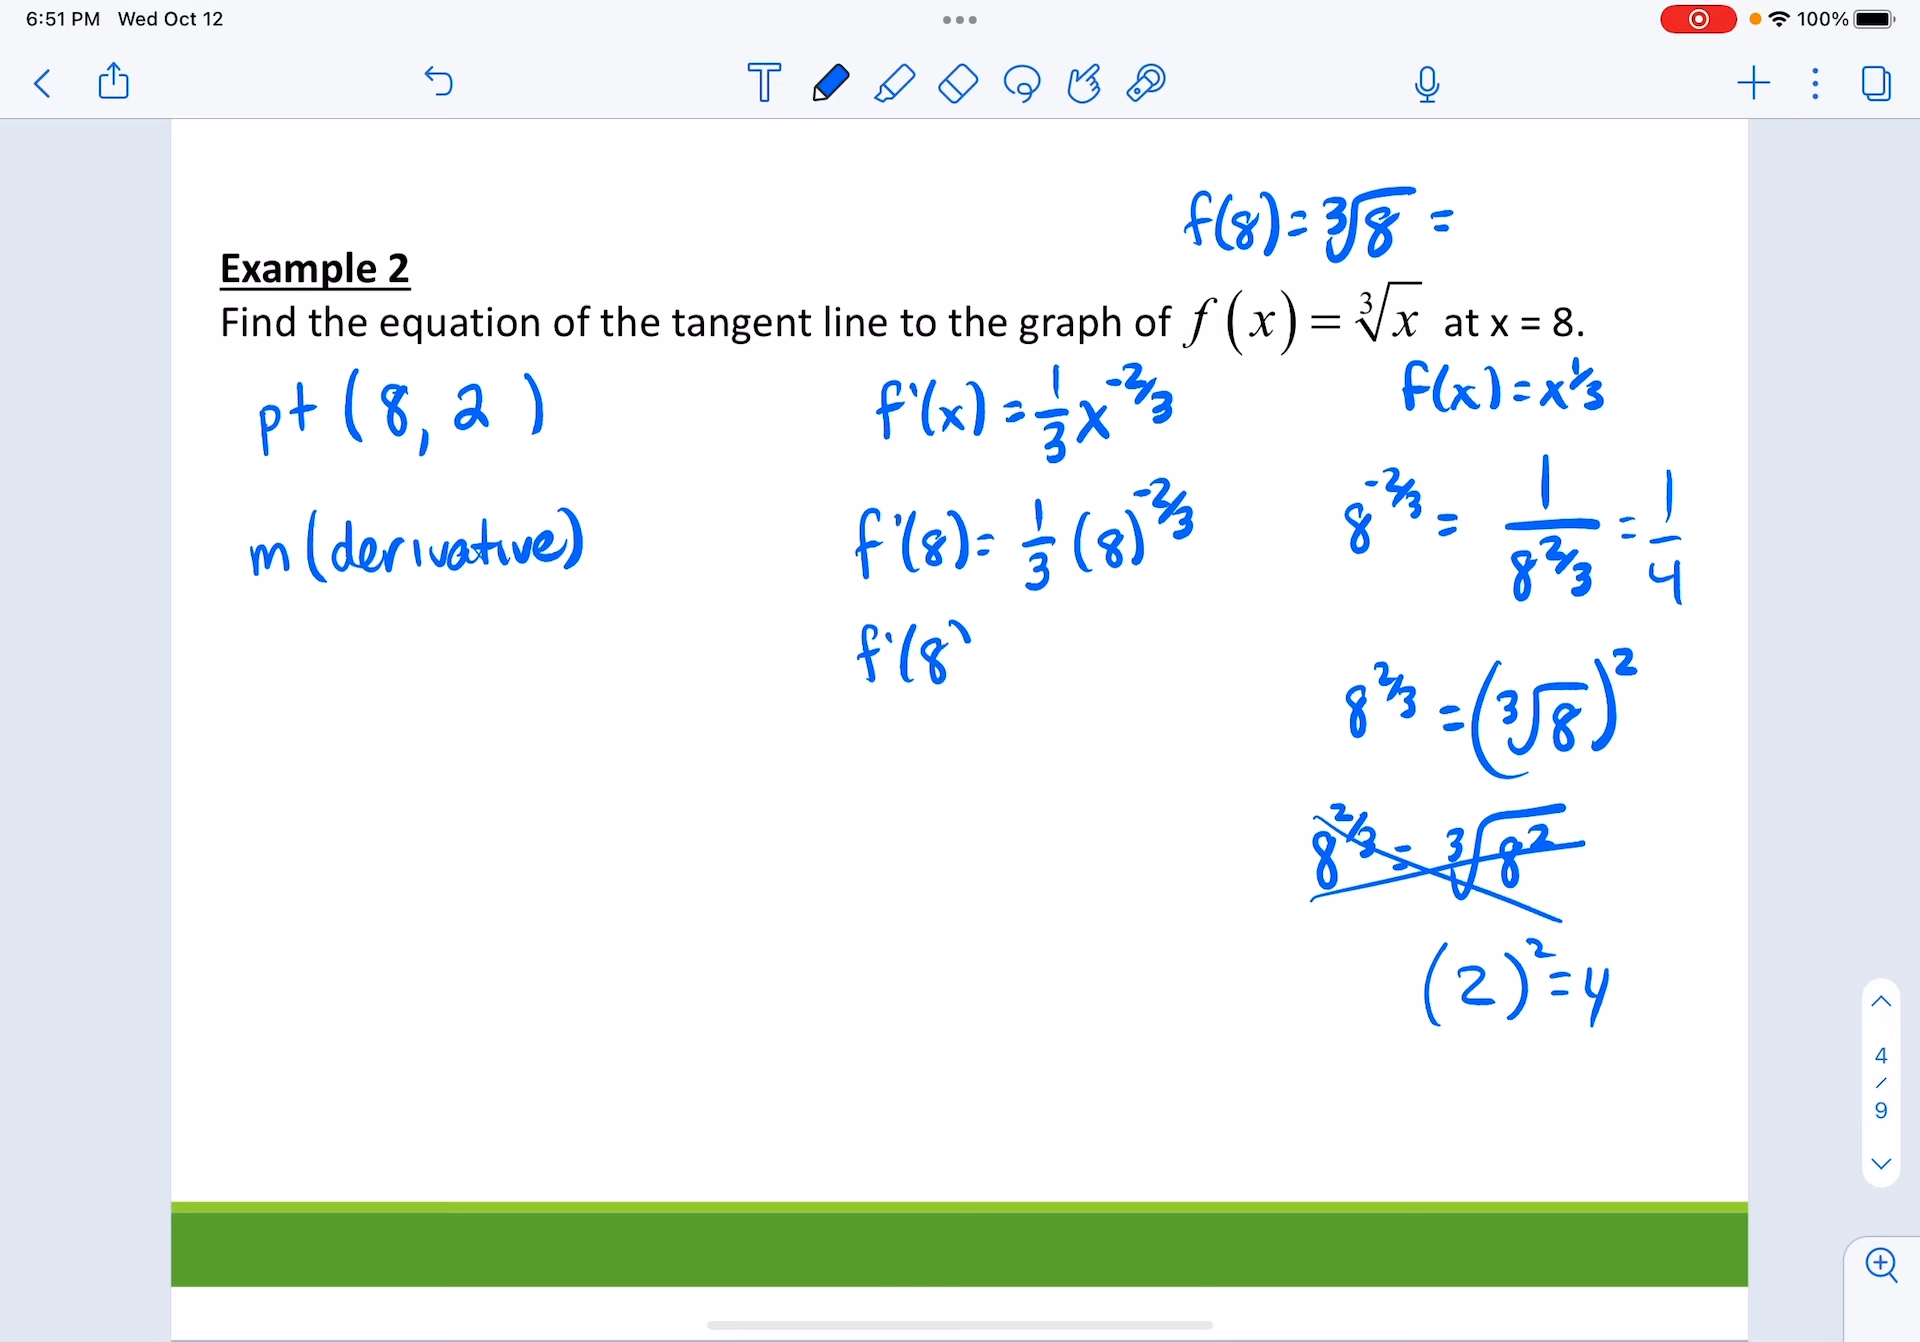 6:51 PM Wed Oct 12
100%
f(8) = ∛8 =
Example 2
Find the equation of the tangent line to the graph of f(x) = ∛x at x = 8.
pt (8, 2)
f'(x) = 1/3 x^(-2/3)
f(x) = x^(1/3)
m (derivative)
f'(8) = 1/3 (8)^(-2/3)
8^(-2/3) = 1/8^(2/3) = 1/4
f'(8)
8^(2/3) = (∛8)^2
8^(2/3) = ∛8^2
(2)^2 = 4
4
/
9